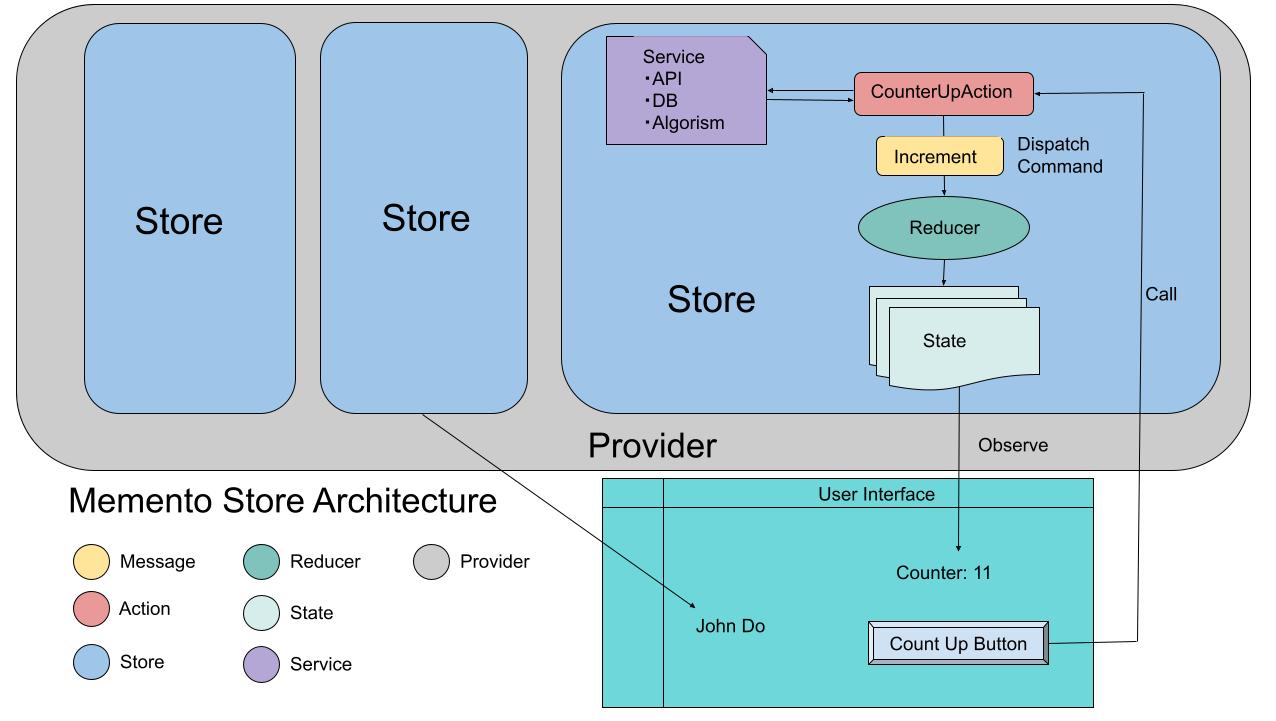 Store
Store
Store
Service
・API
・DB
・Algorism
CounterUpAction
Increment
Dispatch
Command
Reducer
State
Call
Provider
Observe
Memento Store Architecture
Message
Reducer
Provider
Action
State
Store
Service
User Interface
Counter: 11
John Do
Count Up Button